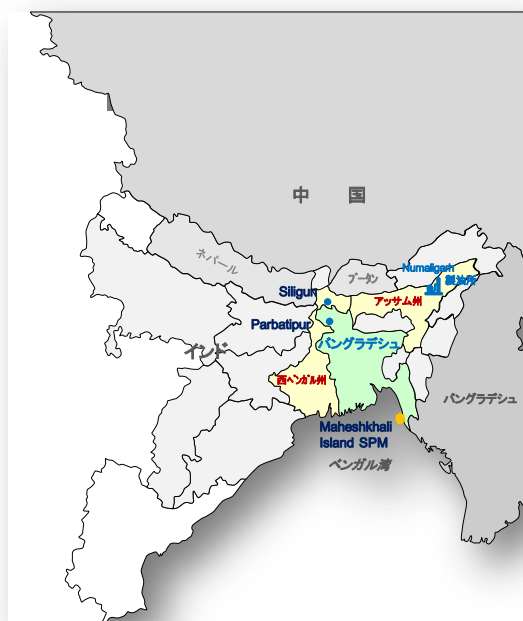 中 国
ネパール
ブータン
Numaligarh
製油所
Siliguri
アッサム州
Parbatipur
バングラデシュ
インド
西ベンガル州
バングラデシュ
Maheshkhali
Island SPM
ベンガル湾